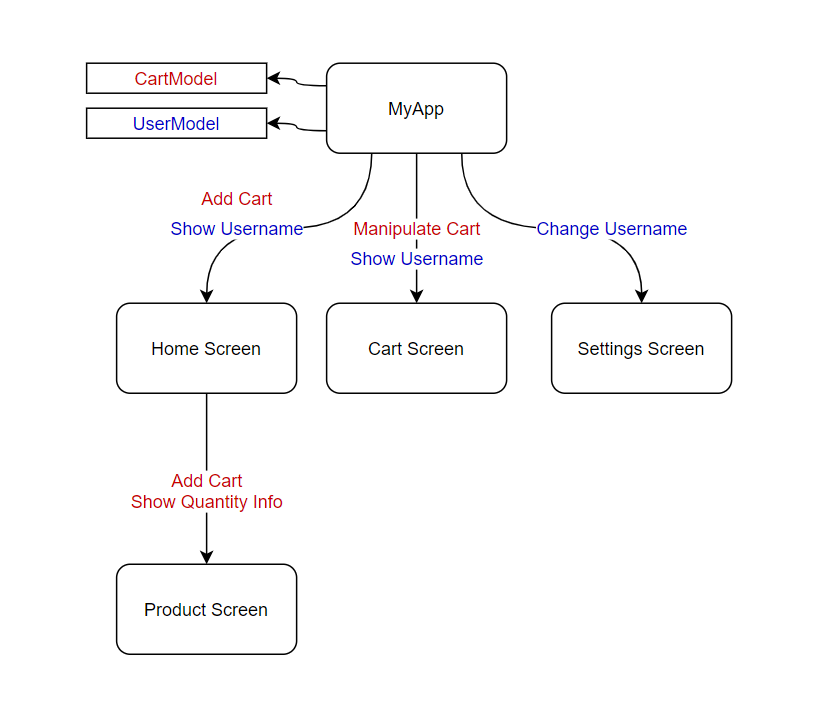 CartModel
MyApp
UserModel
Add Cart
Show Username
Manipulate Cart
Show Username
Change Username
Home Screen
Cart Screen
Settings Screen
Add Cart
Show Quantity Info
Product Screen